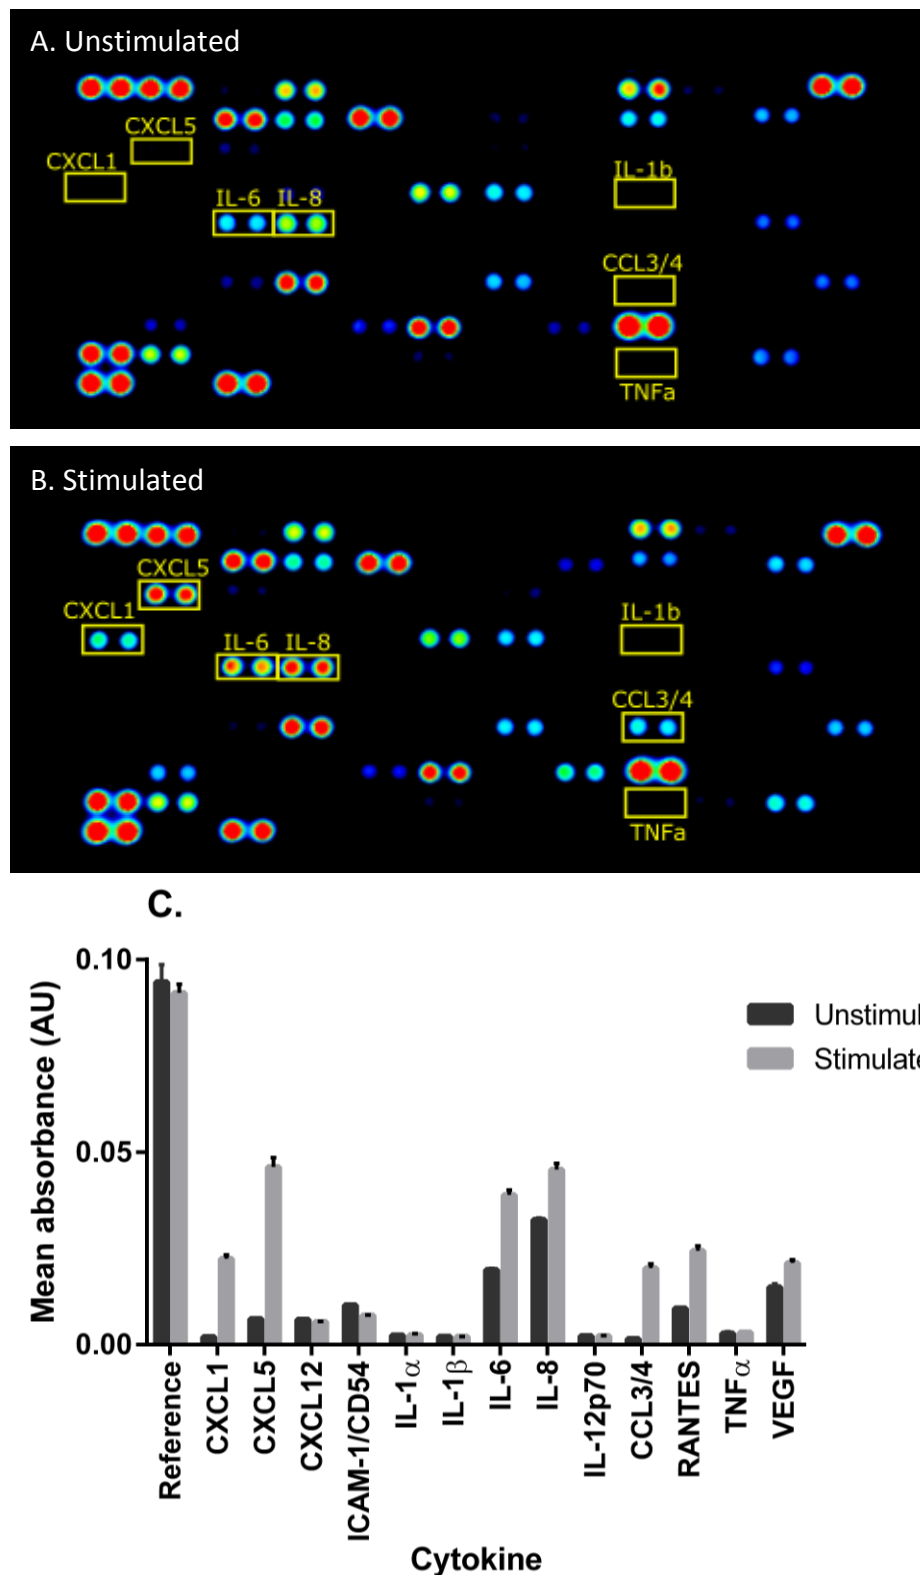 A. Unstimulated
CXCL5
CXCL1
IL-1b
IL-6 IL-8
CCL3/4
TNFa
B. Stimulated
CXCL5
CXCL1
IL-1b
IL-6 IL-8
CCL3/4
TNFa
C.
Mean absorbance (AU)
0.10
0.05
0.00
Unstimul
Stimulate
Reference
CXCL1
CXCL5
CXCL12
ICAM-1/CD54
IL-1α
IL-1β
IL-6
IL-8
IL-12p70
CCL3/4
RANTES
TNFα
VEGF
Cytokine